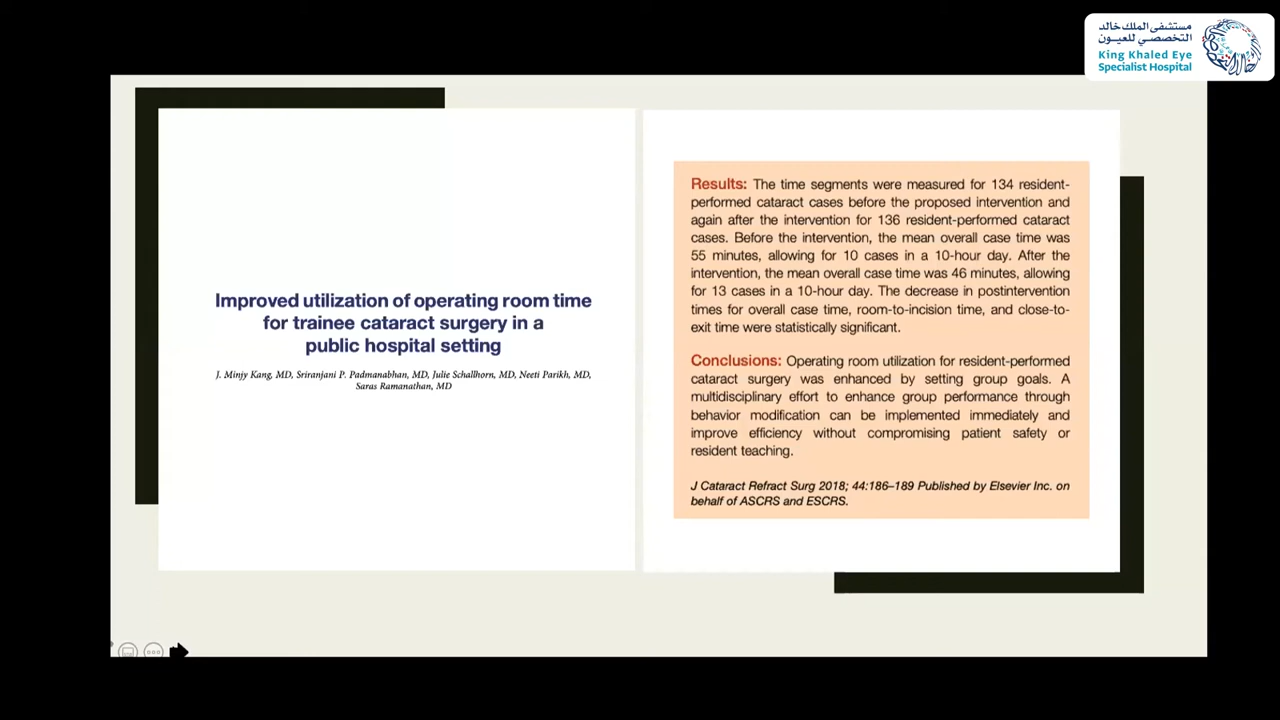 مستشفى الملك خالد
التخصصي للعيون
King Khaled Eye
Specialist Hospital
Improved utilization of operating room time
for trainee cataract surgery in a
public hospital setting
J. Minjy Kang, MD, Sriranjani P. Padmanabhan, MD, Julie Schallhorn, MD, Neeti Parikh, MD,
Saras Ramanathan, MD
Results: The time segments were measured for 134 resident-
performed cataract cases before the proposed intervention and
again after the intervention for 136 resident-performed cataract
cases. Before the intervention, the mean overall case time was
55 minutes, allowing for 10 cases in a 10-hour day. After the
intervention, the mean overall case time was 46 minutes, allowing
for 13 cases in a 10-hour day. The decrease in postintervention
times for overall case time, room-to-incision time, and close-to-
exit time were statistically significant.
Conclusions: Operating room utilization for resident-performed
cataract surgery was enhanced by setting group goals. A
multidisciplinary effort to enhance group performance through
behavior modification can be implemented immediately and
improve efficiency without compromising patient safety or
resident teaching.
J Cataract Refract Surg 2018; 44:186–189 Published by Elsevier Inc. on
behalf of ASCRS and ESCRS.